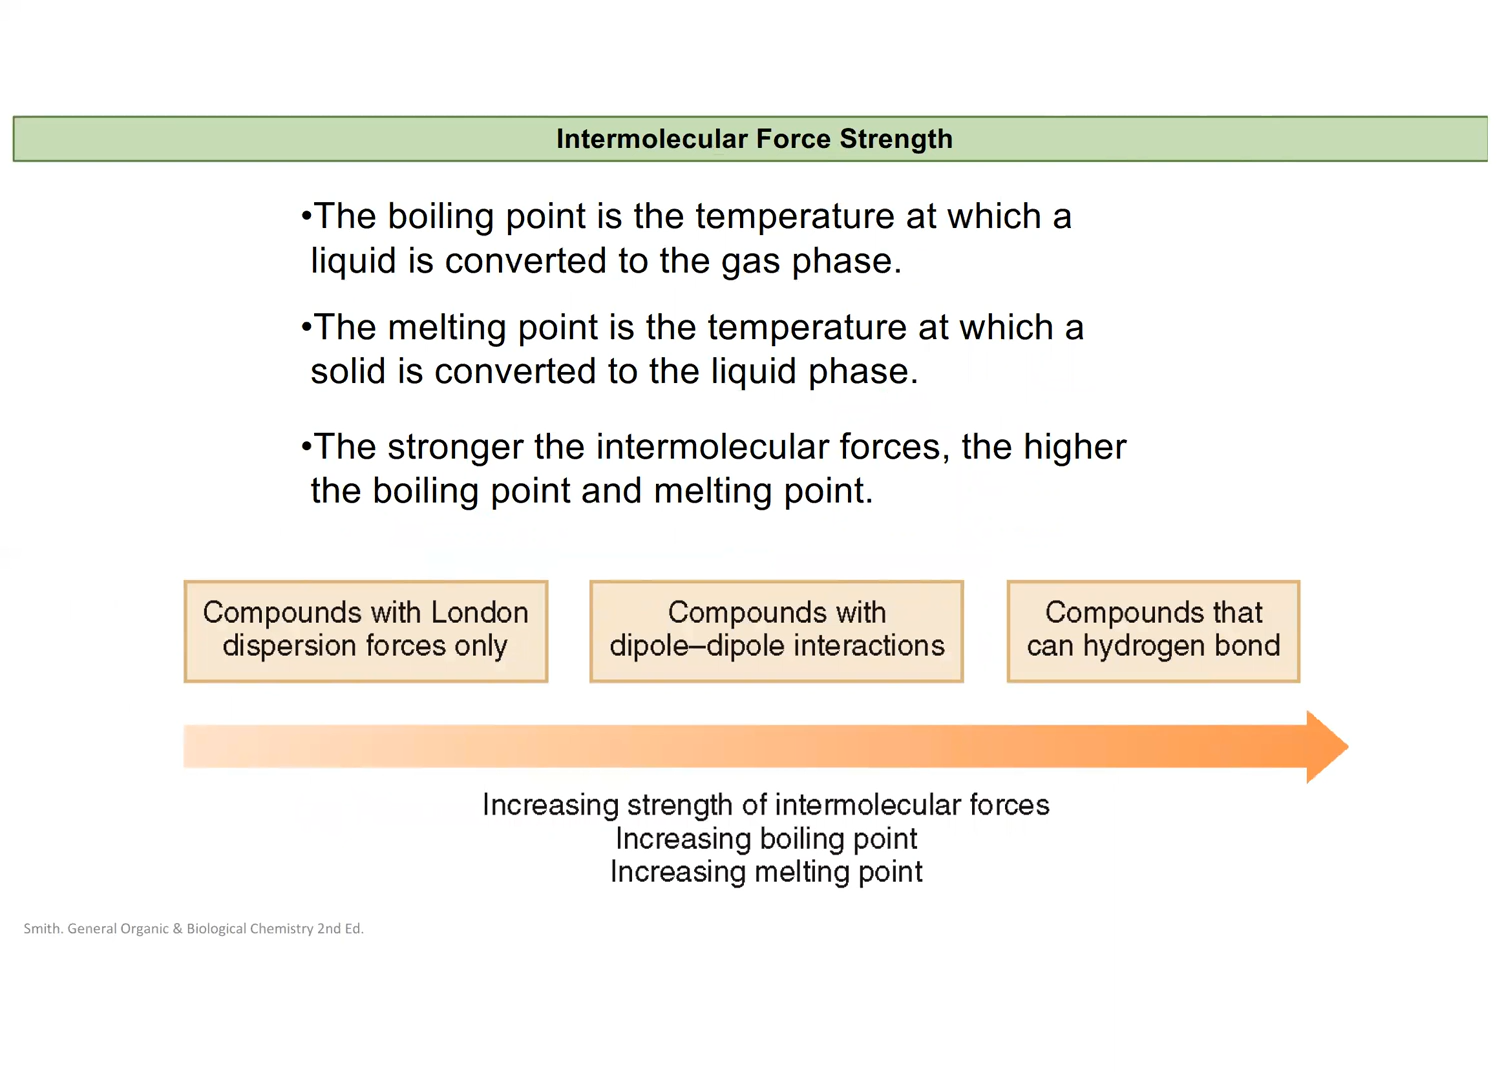 Intermolecular Force Strength
•The boiling point is the temperature at which a
liquid is converted to the gas phase.
•The melting point is the temperature at which a
solid is converted to the liquid phase.
•The stronger the intermolecular forces, the higher
the boiling point and melting point.
Compounds with London
dispersion forces only
Compounds with
dipole–dipole interactions
Compounds that
can hydrogen bond
Increasing strength of intermolecular forces
Increasing boiling point
Increasing melting point
Smith. General Organic & Biological Chemistry 2nd Ed.